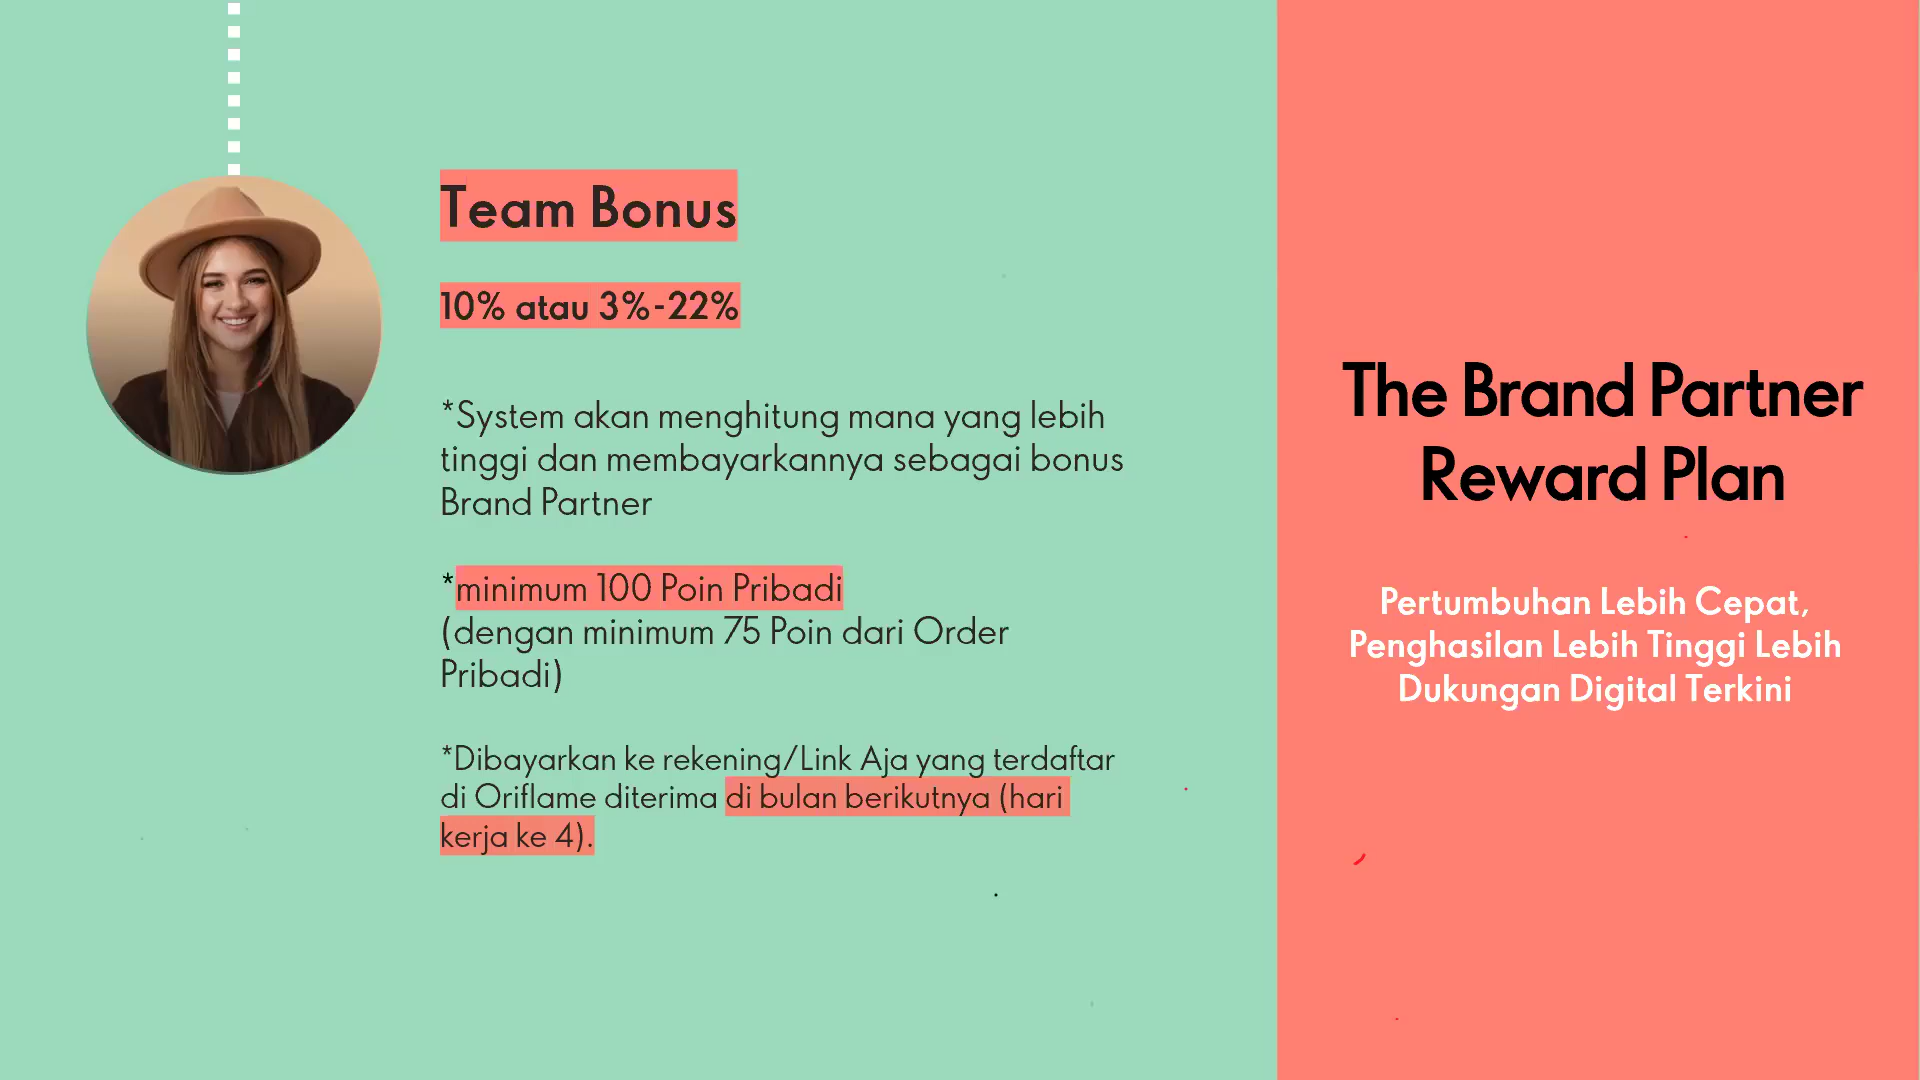 Team Bonus
10% atau 3%-22%
*System akan menghitung mana yang lebih
tinggi dan membayarkannya sebagai bonus
Brand Partner
*minimum 100 Poin Pribadi
(dengan minimum 75 Poin dari Order
Pribadi)
*Dibayarkan ke rekening/Link Aja yang terdaftar
di Oriflame diterima di bulan berikutnya (hari
kerja ke 4).
The Brand Partner
Reward Plan
Pertumbuhan Lebih Cepat,
Penghasilan Lebih Tinggi Lebih
Dukungan Digital Terkini